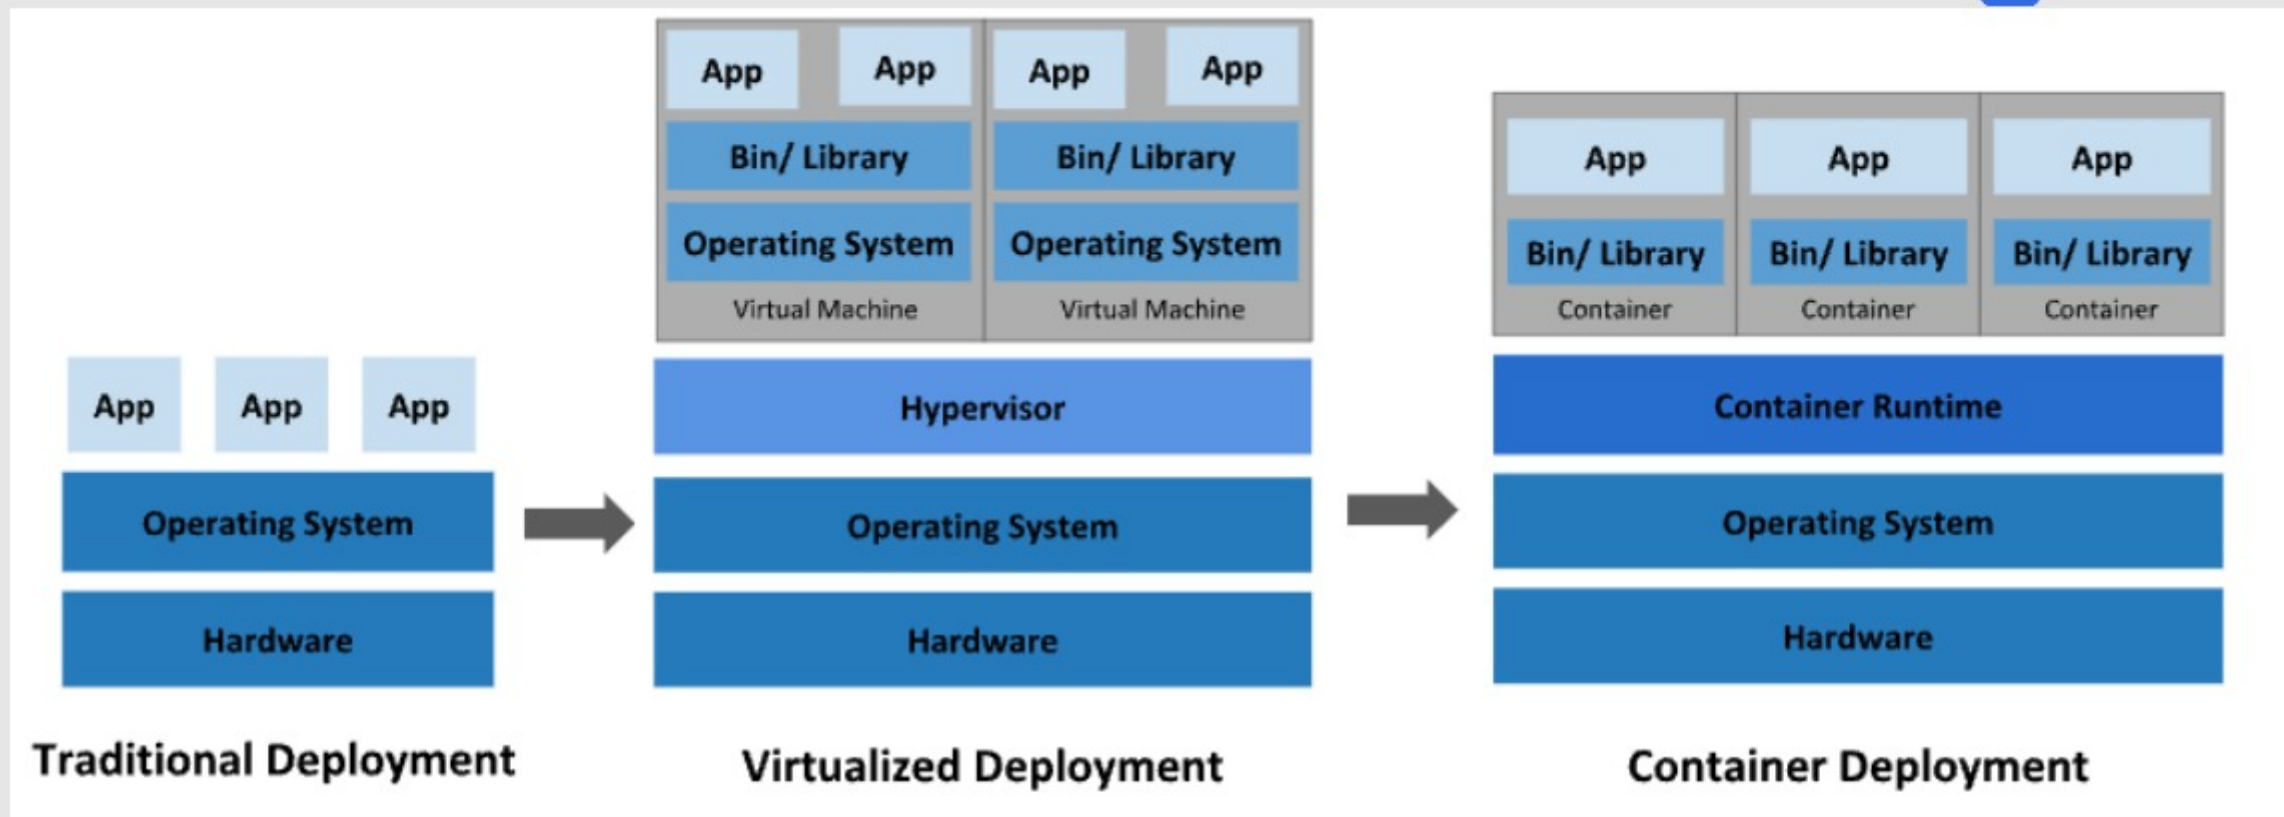 App App App
Operating System
Hardware
Traditional Deployment
App App App App
Bin/ Library Bin/ Library
Operating System Operating System
Virtual Machine Virtual Machine
Hypervisor
Operating System
Hardware
Virtualized Deployment
App App App
Bin/ Library Bin/ Library Bin/ Library
Container Container Container
Container Runtime
Operating System
Hardware
Container Deployment